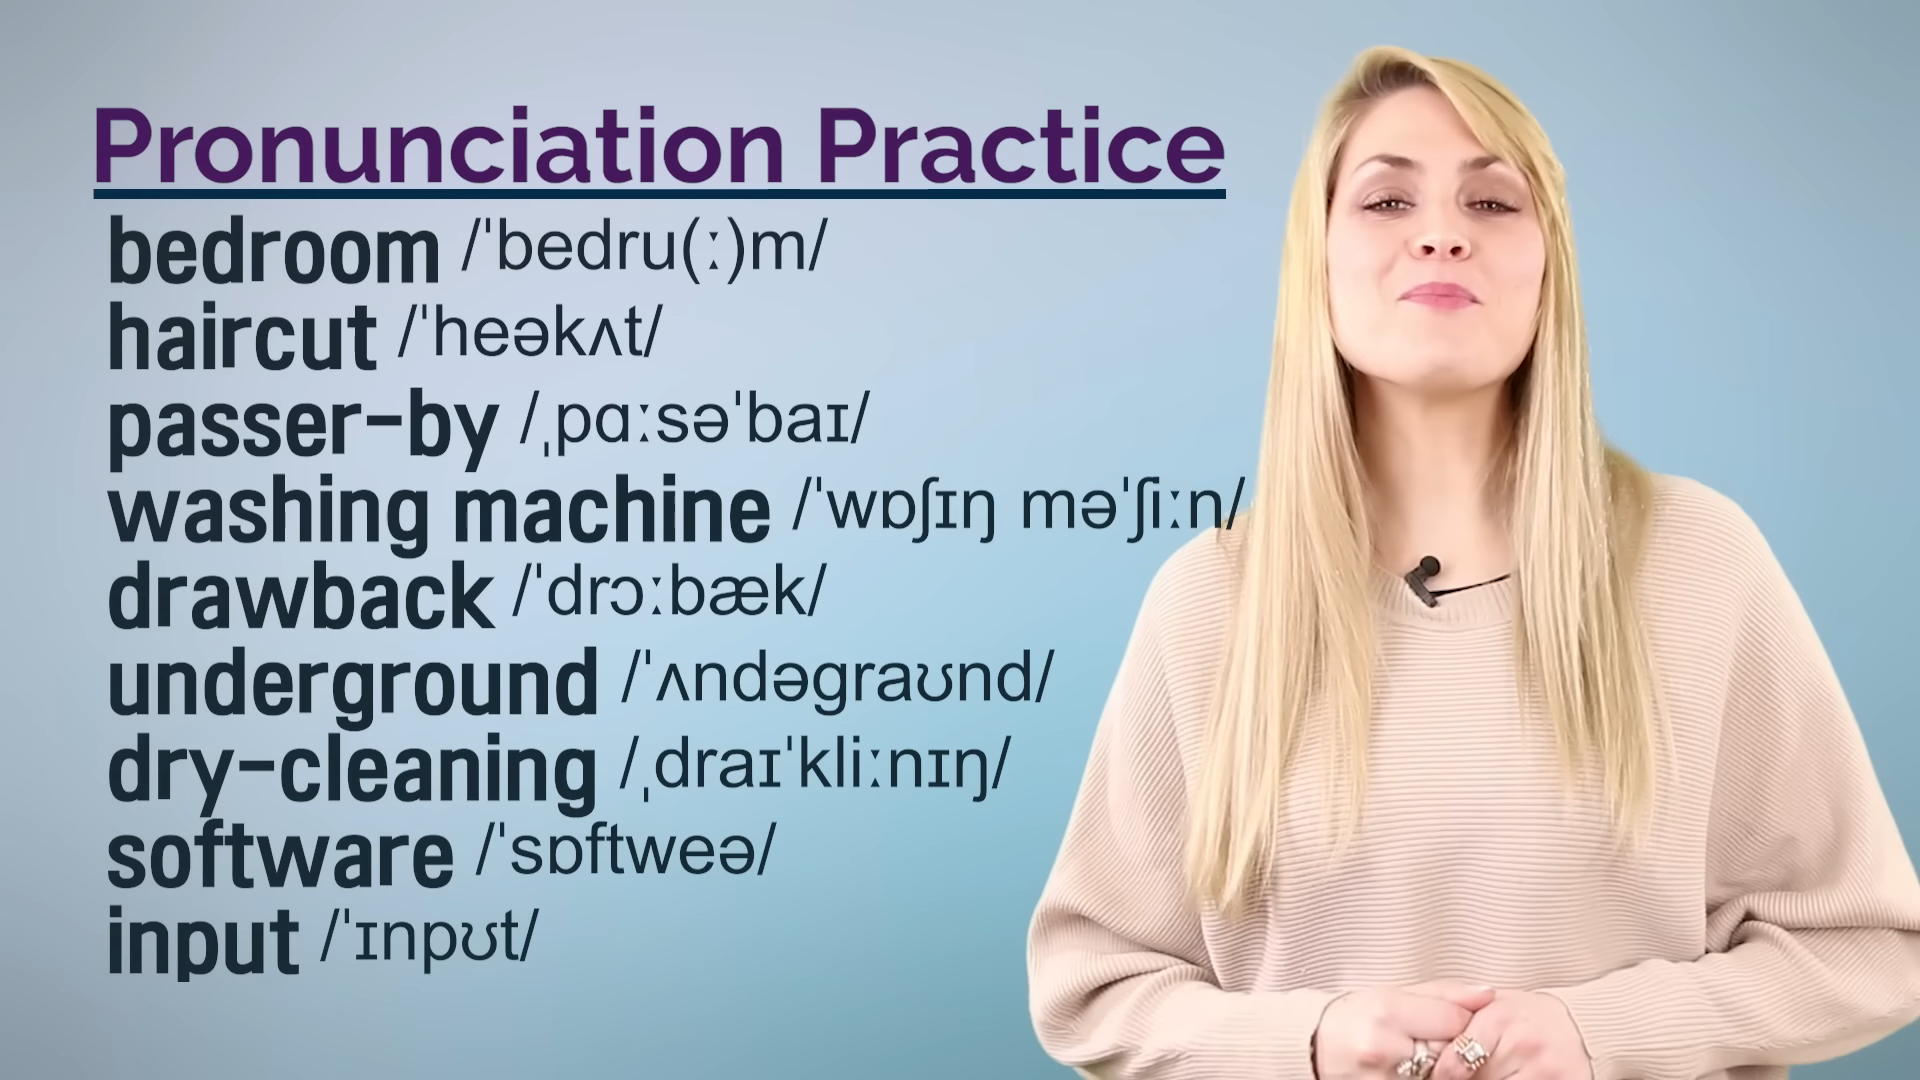 Pronunciation Practice
bedroom /ˈbedru(ː)m/
haircut /ˈheəkʌt/
passer-by /ˌpɑːsəˈbaɪ/
washing machine /ˈwɒʃɪŋ məˈʃiːn/
drawback /ˈdrɔːbæk/
underground /ˈʌndəgraʊnd/
dry-cleaning /ˌdraɪˈkliːnɪŋ/
software /ˈsɒftweə/
input /ˈɪnpʊt/